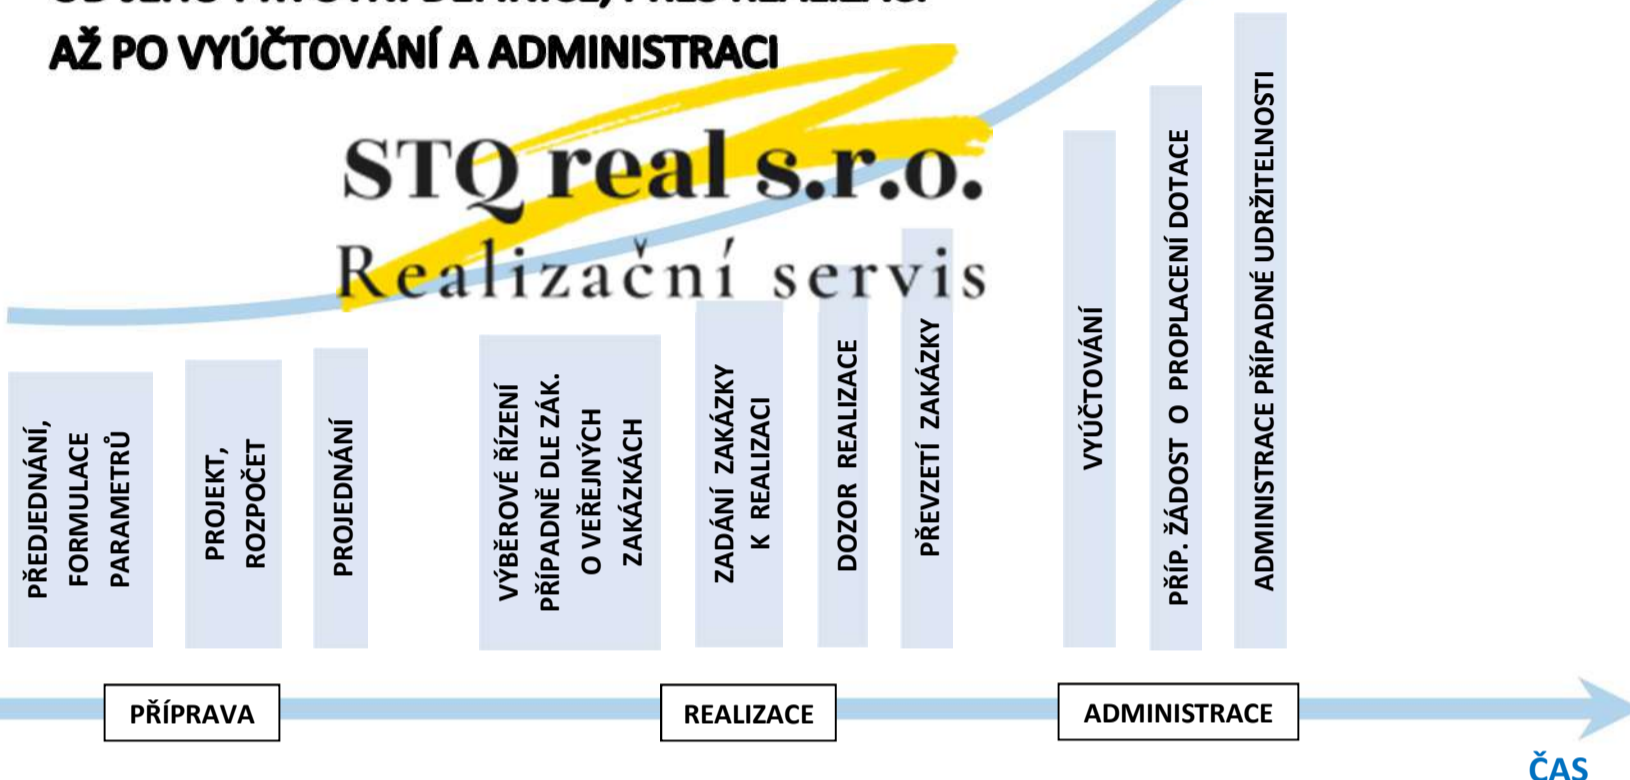 AŽ PO VYÚČTOVÁNÍ A ADMINISTRACI
STQ real s.r.o.
Realizační servis
PŘEDJEDNÁNÍ,
FORMULACE
PARAMETRŮ
PROJEKT,
ROZPOČET
PROJEDNÁNÍ
VÝBĚROVÉ ŘÍZENÍ
PŘÍPADNĚ DLE ZÁK.
O VEŘEJNÝCH
ZAKÁZKÁCH
ZADÁNÍ ZAKÁZKY
K REALIZACI
DOZOR REALIZACE
PŘEVZETÍ ZAKÁZKY
VYÚČTOVÁNÍ
PŘÍP. ŽÁDOST O PROPLACENÍ DOTACE
ADMINISTRACE PŘÍPADNÉ UDRŽITELNOSTI
PŘÍPRAVA
REALIZACE
ADMINISTRACE
ČAS